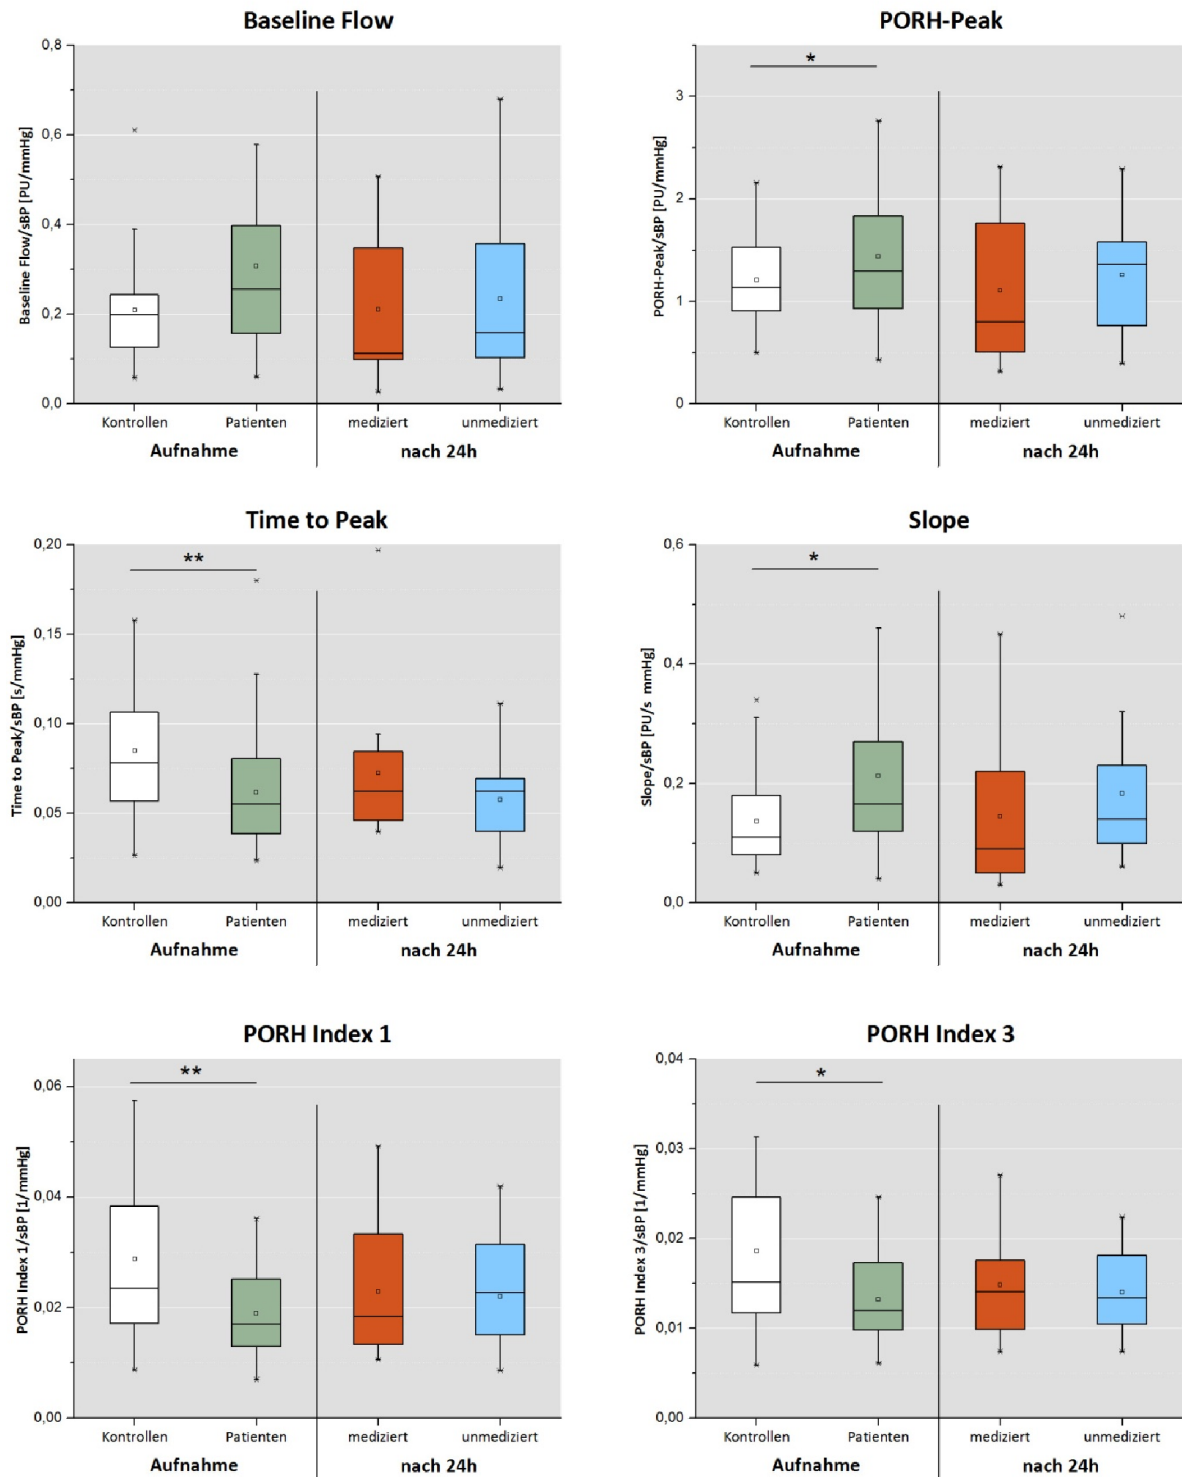 Baseline Flow
0,8
0,6
0,4
0,2
0,0
Baseline Flow/sBP [PU/mmHg]
Kontrollen Patienten mediziert unmediziert
Aufnahme nach 24h
PORH-Peak
*
3
2
1
0
PORH-Peak/sBP [PU/mmHg]
Kontrollen Patienten mediziert unmediziert
Aufnahme nach 24h
Time to Peak
**
0,20
0,15
0,10
0,05
0,00
Time to Peak/sBP [s/mmHg]
Kontrollen Patienten mediziert unmediziert
Aufnahme nach 24h
Slope
*
0,6
0,4
0,2
0,0
Slope/sBP [PU/s mmHg]
Kontrollen Patienten mediziert unmediziert
Aufnahme nach 24h
PORH Index 1
**
0,06
0,04
0,02
0,00
PORH Index 1/sBP [1/mmHg]
Kontrollen Patienten mediziert unmediziert
Aufnahme nach 24h
PORH Index 3
*
0,04
0,03
0,02
0,01
0,00
PORH Index 3/sBP [1/mmHg]
Kontrollen Patienten mediziert unmediziert
Aufnahme nach 24h